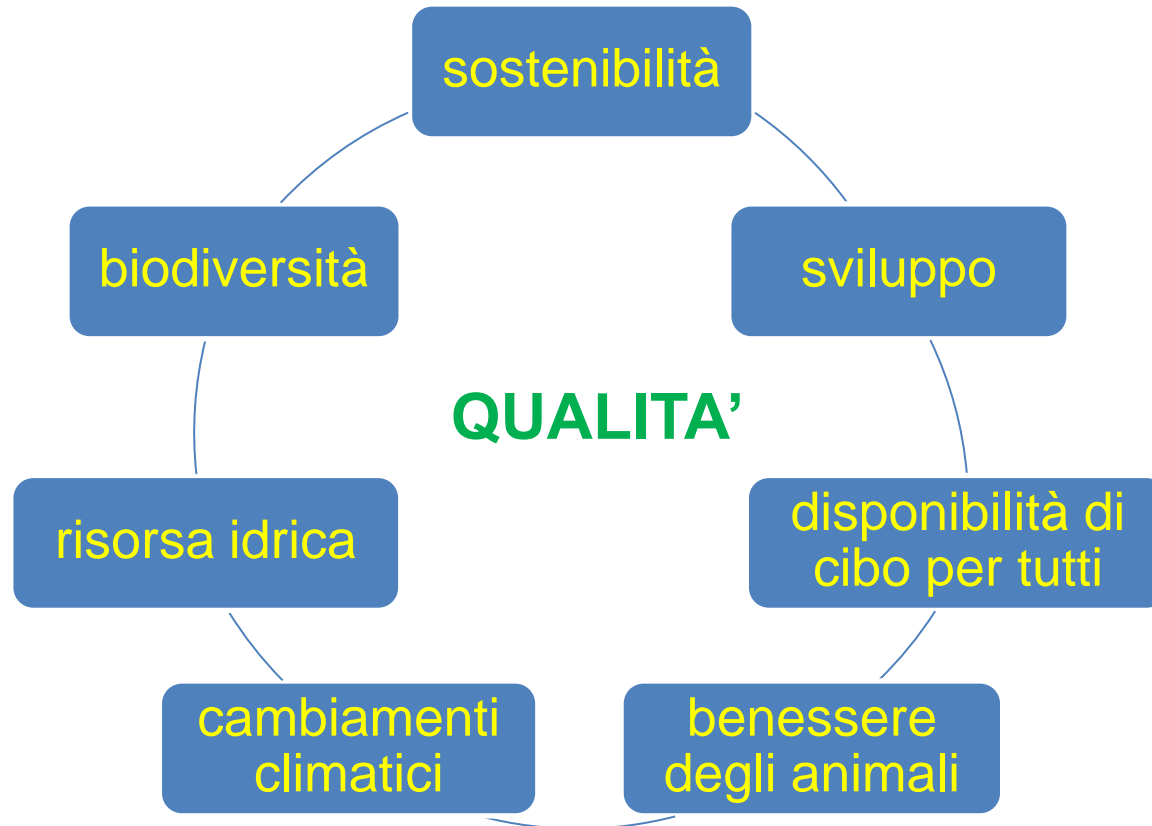 sostenibilità
biodiversità
sviluppo
QUALITA’
risorsa idrica
disponibilità di
cibo per tutti
cambiamenti
climatici
benessere
degli animali